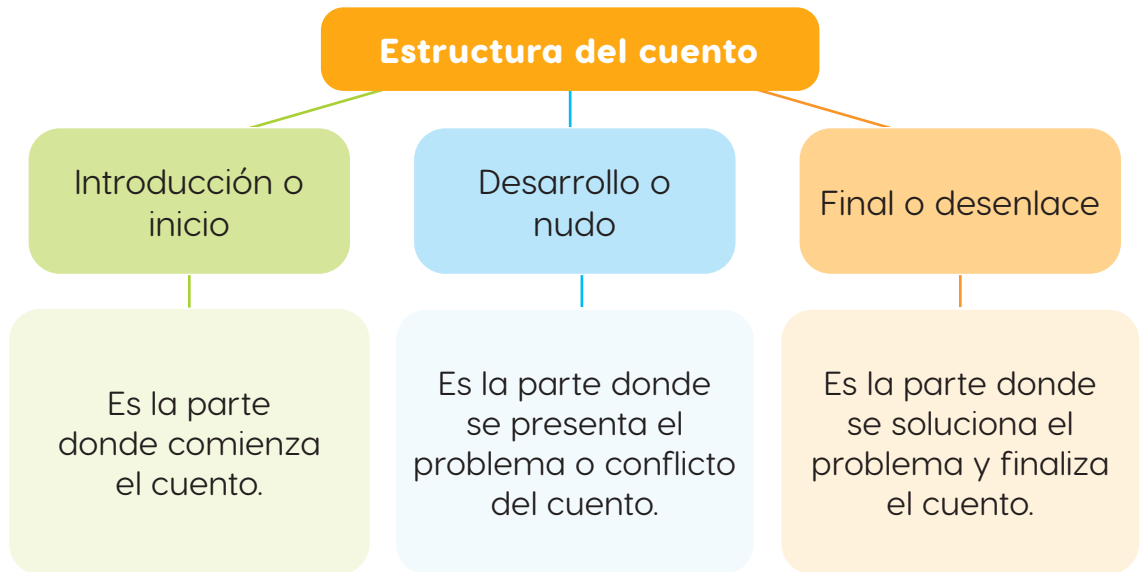 Estructura del cuento
Introducción o
inicio
Desarrollo o
nudo
Final o desenlace
Es la parte
donde comienza
el cuento.
Es la parte donde
se presenta el
problema o conflicto
del cuento.
Es la parte donde
se soluciona el
problema y finaliza
el cuento.